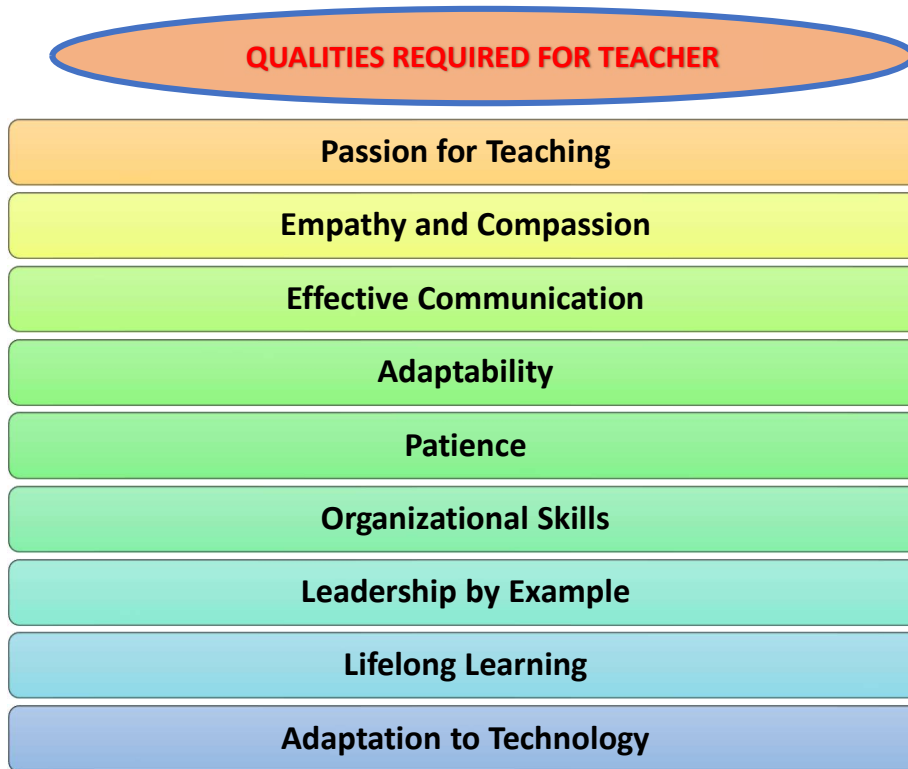 QUALITIES REQUIRED FOR TEACHER
Passion for Teaching
Empathy and Compassion
Effective Communication
Adaptability
Patience
Organizational Skills
Leadership by Example
Lifelong Learning
Adaptation to Technology